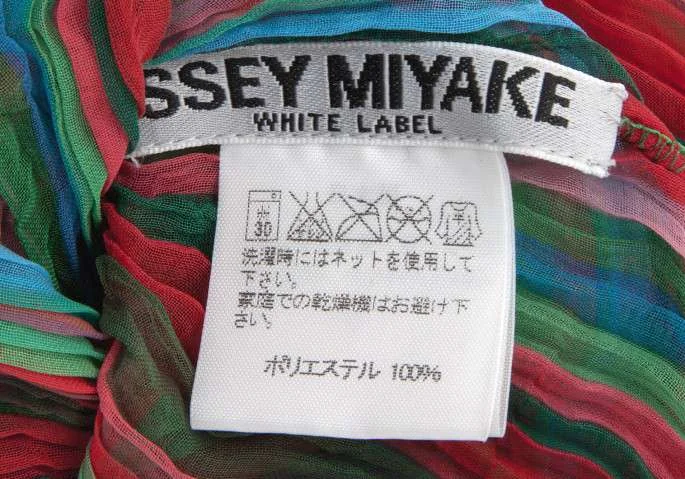 SSEY MIYAKE
WHITE LABEL
弱
30
洗濯時にはネットを使用して
下さい。
家庭での乾燥機はお避け下
さい。
ポリエステル 100%